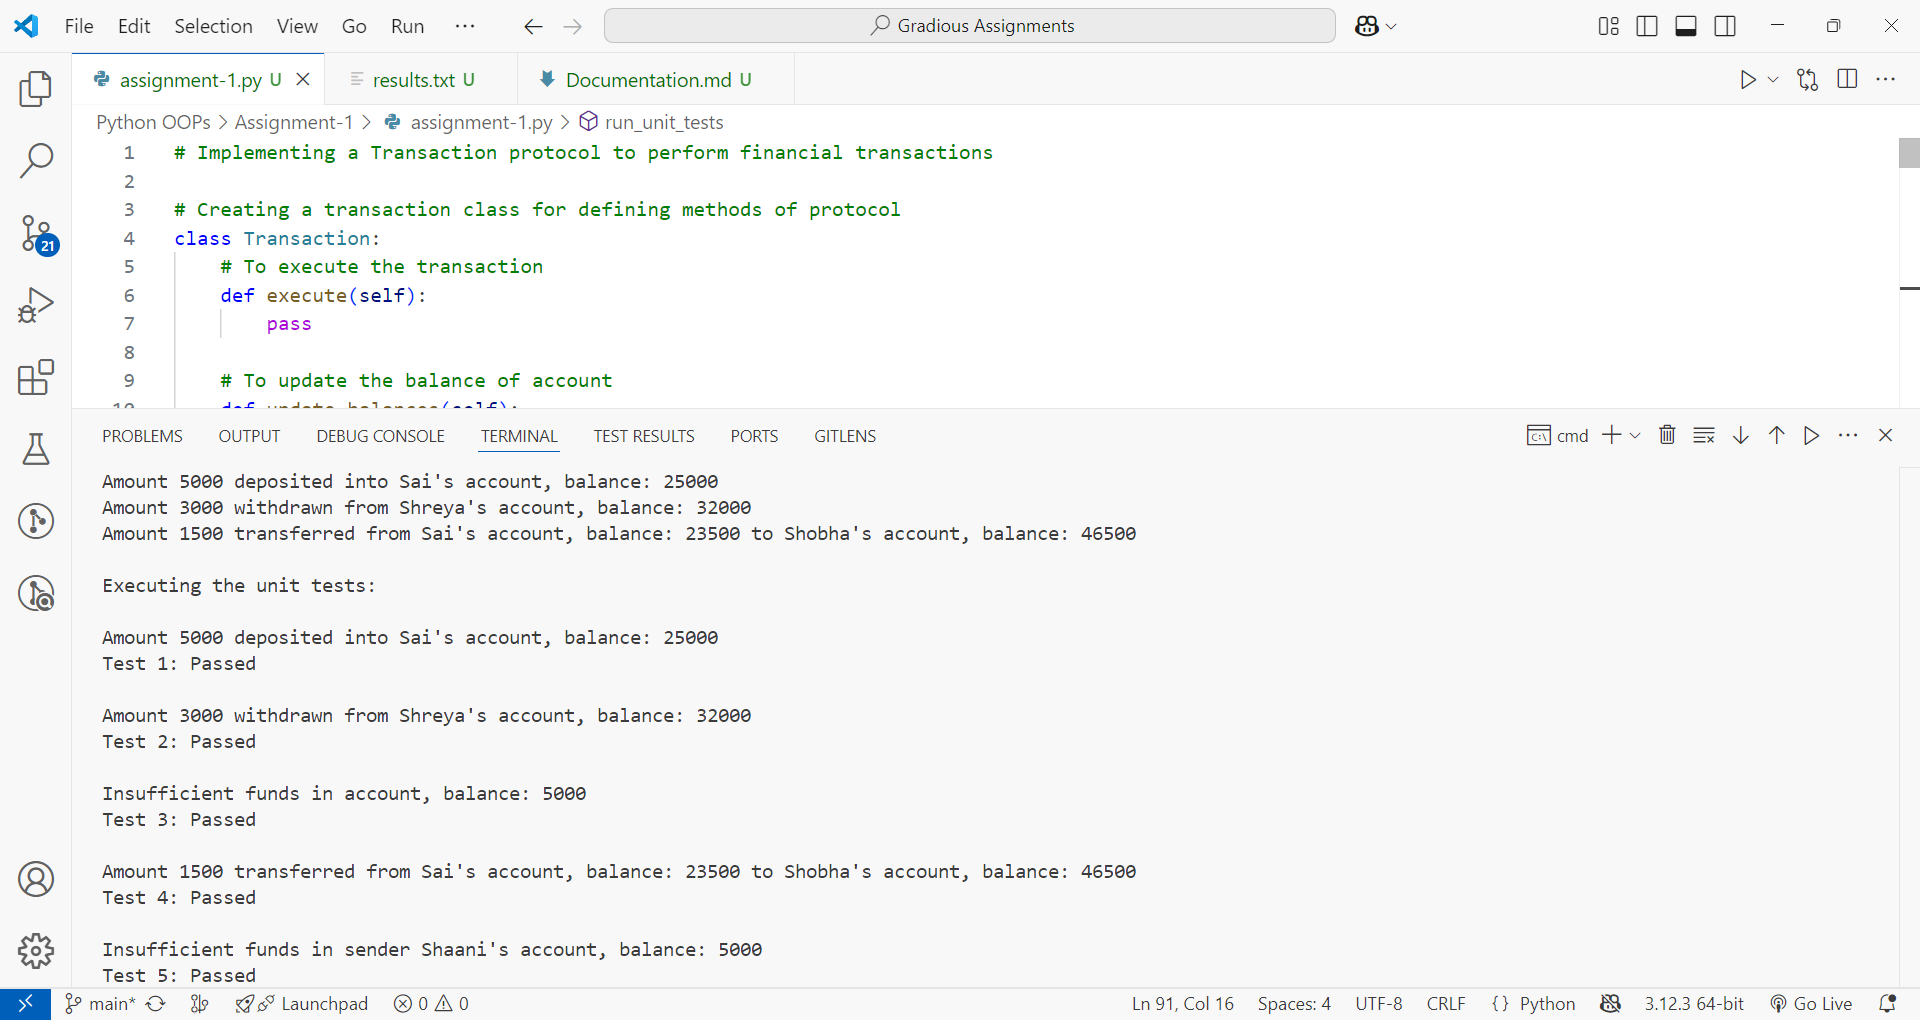 File Edit Selection View Go Run ··· Gradious Assignments
assignment-1.py U results.txt U Documentation.md U
Python OOPs > Assignment-1 > assignment-1.py > run_unit_tests
1 # Implementing a Transaction protocol to perform financial transactions
2
3 # Creating a transaction class for defining methods of protocol
4 class Transaction:
5 # To execute the transaction
6 def execute(self):
7 pass
8
9 # To update the balance of account
10 def update_balances(self):
PROBLEMS OUTPUT DEBUG CONSOLE TERMINAL TEST RESULTS PORTS GITLENS cmd
Amount 5000 deposited into Sai's account, balance: 25000
Amount 3000 withdrawn from Shreya's account, balance: 32000
Amount 1500 transferred from Sai's account, balance: 23500 to Shobha's account, balance: 46500
Executing the unit tests:
Amount 5000 deposited into Sai's account, balance: 25000
Test 1: Passed
Amount 3000 withdrawn from Shreya's account, balance: 32000
Test 2: Passed
Insufficient funds in account, balance: 5000
Test 3: Passed
Amount 1500 transferred from Sai's account, balance: 23500 to Shobha's account, balance: 46500
Test 4: Passed
Insufficient funds in sender Shaani's account, balance: 5000
Test 5: Passed
21
main* Launchpad 0 0 Ln 91, Col 16 Spaces: 4 UTF-8 CRLF {} Python 3.12.3 64-bit Go Live